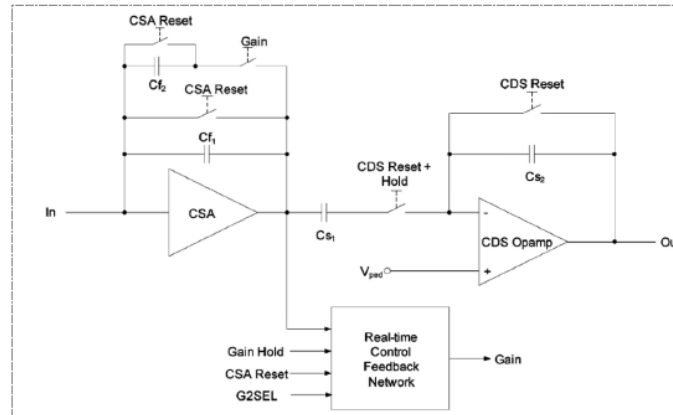 CSA Reset
Gain
Cf2
CSA Reset
CDS Reset
Cf1
CDS Reset +
Hold
Cs2
In
CSA
Cs1
-
CDS Opamp
Ou
Vped
+
Real-time
Control
Feedback
Network
Gain Hold
CSA Reset
G2SEL
Gain